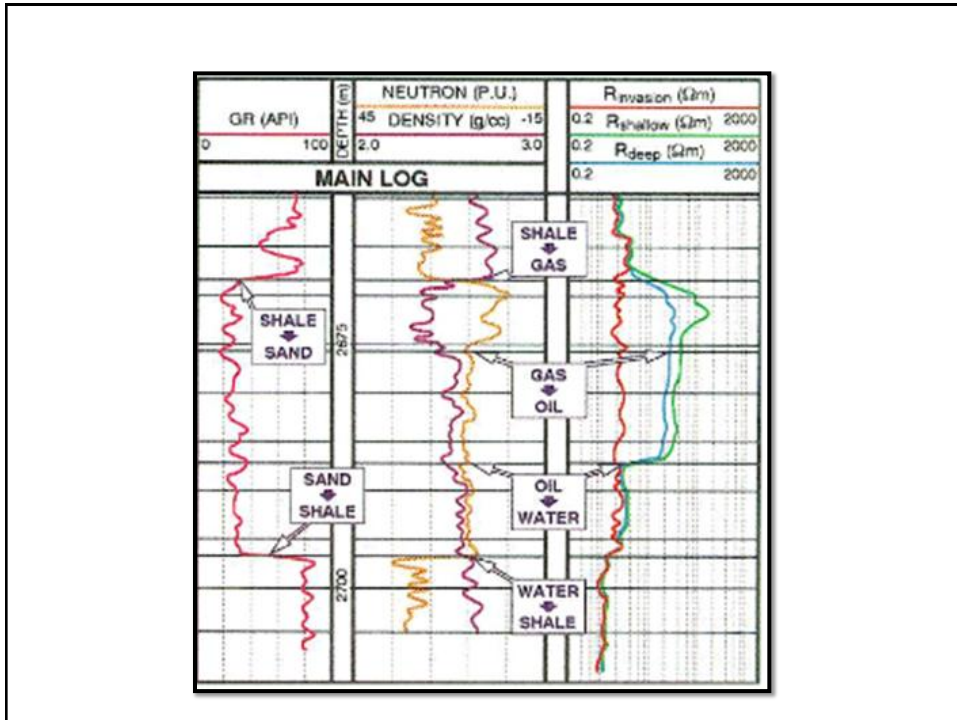 GR (API)
0 100
DEPTH (m)
NEUTRON (P.U.)
45 DENSITY (g/cc) -15
2.0 3.0
Rinvasion (Ωm)
0.2 Rshallow (Ωm) 2000
0.2 Rdeep (Ωm) 2000
0.2 2000
MAIN LOG
SHALE
GAS
SHALE
SAND
2675
GAS
OIL
SAND
SHALE
OIL
WATER
2700
WATER
SHALE